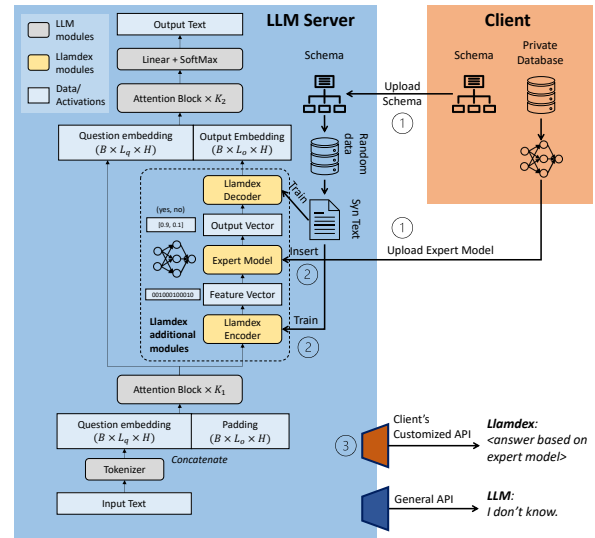 LLM Server
Client
LLM
modules
Llamdex
modules
Data/
Activations
Output Text
Linear + SoftMax
Attention Block × K₂
Question embedding
(B × L_q × H)
Output Embedding
(B × L_o × H)
Llamdex
Decoder
(yes, no)
[0.9, 0.1]
Output Vector
Expert Model
001000100010
Feature Vector
Llamdex
additional
modules
Llamdex
Encoder
Attention Block × K₁
Question embedding
(B × L_q × H)
Padding
(B × L_o × H)
Concatenate
Tokenizer
Input Text
Schema
Random
data
Train
Syn Text
Insert
2
Train
2
Upload
Schema
1
Schema
Private
Database
1
Upload Expert Model
3
Client's
Customized API
Llamdex:
<answer based on
expert model>
General API
LLM:
I don't know.